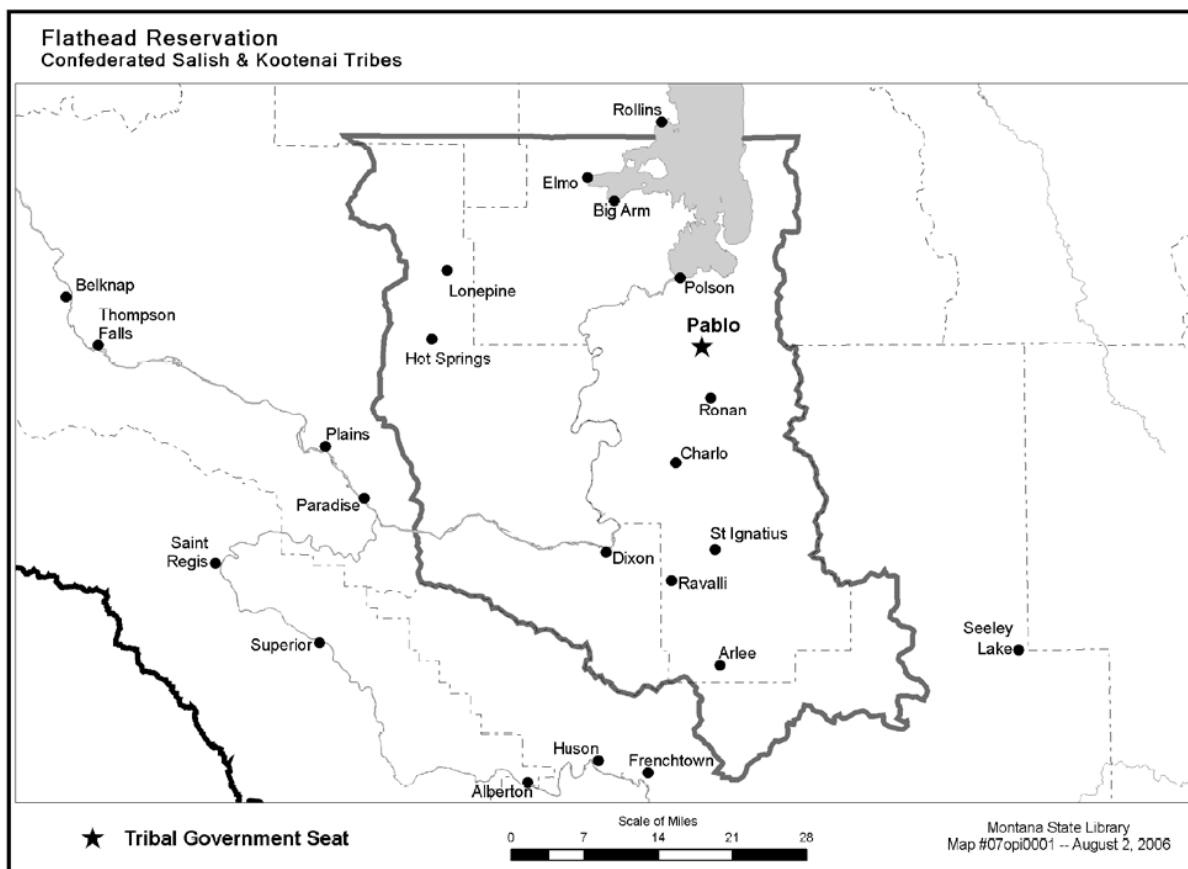 Flathead Reservation
Confederated Salish & Kootenai Tribes
Rollins
Elmo
Big Arm
Belknap
Lonepine
Polson
Thompson
Falls
Pablo
Hot Springs
Ronan
Plains
Charlo
Paradise
St Ignatius
Saint
Regis
Dixon
Ravalli
Superior
Arlee
Seeley
Lake
Huson
Frenchtown
Alberton
★ Tribal Government Seat
Scale of Miles
0 7 14 21 28
Montana State Library
Map #07opi0001 -- August 2, 2006